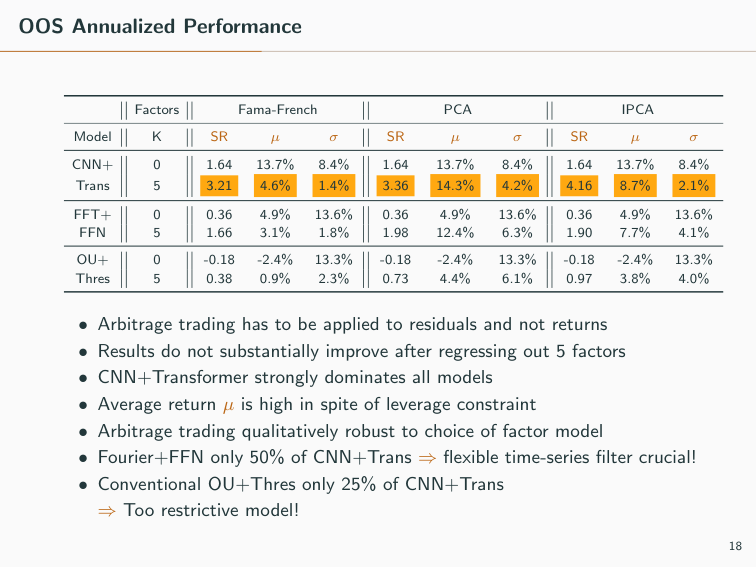 OOS Annualized Performance
Factors || Fama-French || PCA || IPCA
Model || K || SR μ σ || SR μ σ || SR μ σ
CNN+ || 0 || 1.64 13.7% 8.4% || 1.64 13.7% 8.4% || 1.64 13.7% 8.4%
Trans || 5 || 3.21 4.6% 1.4% || 3.36 14.3% 4.2% || 4.16 8.7% 2.1%
FFT+ || 0 || 0.36 4.9% 13.6% || 0.36 4.9% 13.6% || 0.36 4.9% 13.6%
FFN || 5 || 1.66 3.1% 1.8% || 1.98 12.4% 6.3% || 1.90 7.7% 4.1%
OU+ || 0 || -0.18 -2.4% 13.3% || -0.18 -2.4% 13.3% || -0.18 -2.4% 13.3%
Thres || 5 || 0.38 0.9% 2.3% || 0.73 4.4% 6.1% || 0.97 3.8% 4.0%
• Arbitrage trading has to be applied to residuals and not returns
• Results do not substantially improve after regressing out 5 factors
• CNN+Transformer strongly dominates all models
• Average return μ is high in spite of leverage constraint
• Arbitrage trading qualitatively robust to choice of factor model
• Fourier+FFN only 50% of CNN+Trans ⇒ flexible time-series filter crucial!
• Conventional OU+Thres only 25% of CNN+Trans
⇒ Too restrictive model!
18